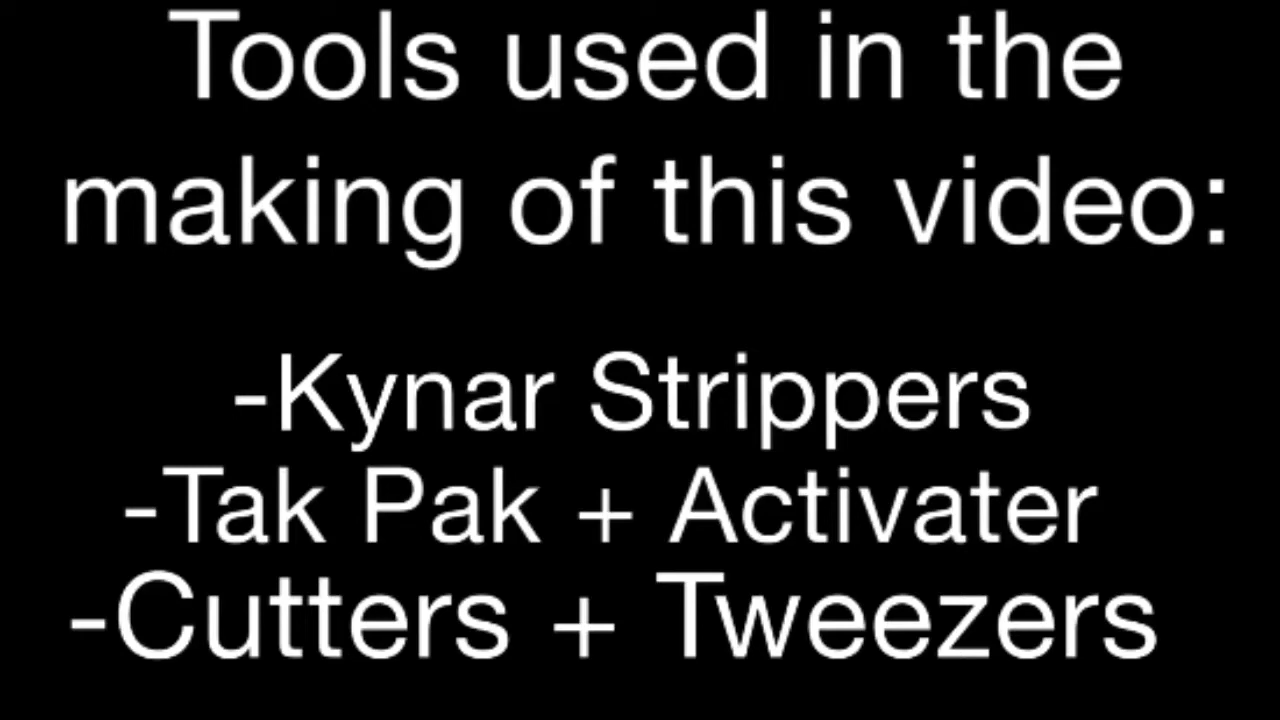 Tools used in the
making of this video:
-Kynar Strippers
-Tak Pak + Activater
-Cutters + Tweezers